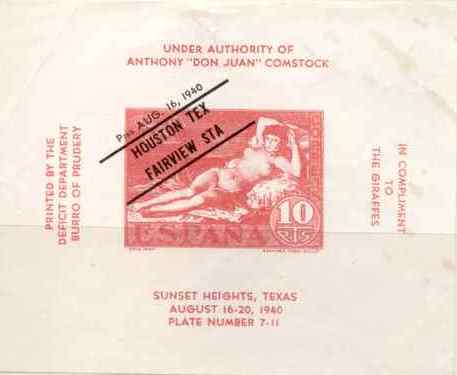 UNDER AUTHORITY OF
ANTHONY "DON JUAN" COMSTOCK
PRINTED BY THE
DEFICIT DEPARTMENT
BURRO OF PRUDERY
AUG. 16, 1940
HOUSTON TEX
FAIRVIEW STA
10
ESPAÑA
IN COMPLIMENT
TO
THE GIRAFFES
SUNSET HEIGHTS, TEXAS
AUGUST 16-20, 1940
PLATE NUMBER 7-11